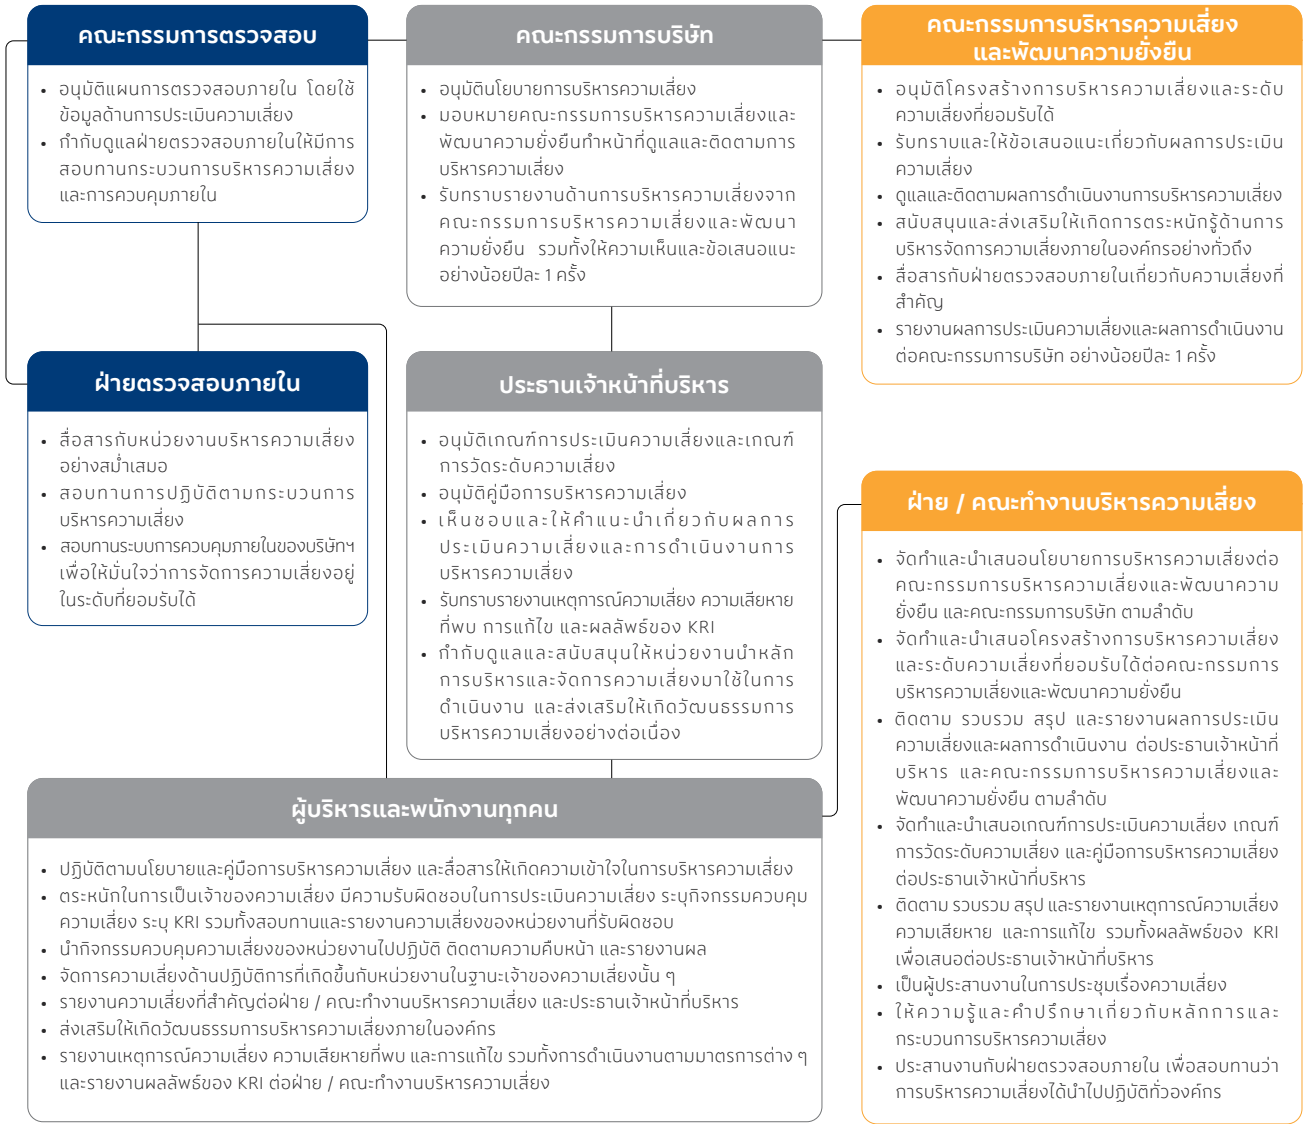 คณะกรรมการตรวจสอบ
• อนุมัติแผนการตรวจสอบภายใน โดยใช้
ข้อมูลด้านการประเมินความเสี่ยง
• กำกับดูแลฝ่ายตรวจสอบภายในให้มีการ
สอบทานกระบวนการบริหารความเสี่ยง
และการควบคุมภายใน
คณะกรรมการบริษัท
• อนุมัตินโยบายการบริหารความเสี่ยง
• มอบหมายคณะกรรมการบริหารความเสี่ยงและ
พัฒนาความยั่งยืนทำหน้าที่ดูแลและติดตามการ
บริหารความเสี่ยง
• รับทราบรายงานด้านการบริหารความเสี่ยงจาก
คณะกรรมการบริหารความเสี่ยงและพัฒนา
ความยั่งยืน รวมทั้งให้ความเห็นและข้อเสนอแนะ
อย่างน้อยปีละ 1 ครั้ง
คณะกรรมการบริหารความเสี่ยง
และพัฒนาความยั่งยืน
• อนุมัติโครงสร้างการบริหารความเสี่ยงและระดับ
ความเสี่ยงที่ยอมรับได้
• รับทราบและให้ข้อเสนอแนะเกี่ยวกับผลการประเมิน
ความเสี่ยง
• ดูแลและติดตามผลการดำเนินงานการบริหารความเสี่ยง
• สนับสนุนและส่งเสริมให้เกิดการตระหนักรู้ด้านการ
บริหารจัดการความเสี่ยงภายในองค์กรอย่างทั่วถึง
• สื่อสารกับฝ่ายตรวจสอบภายในเกี่ยวกับความเสี่ยงที่
สำคัญ
• รายงานผลการประเมินความเสี่ยงและผลการดำเนินงาน
ต่อคณะกรรมการบริษัท อย่างน้อยปีละ 1 ครั้ง
ฝ่ายตรวจสอบภายใน
• สื่อสารกับหน่วยงานบริหารความเสี่ยง
อย่างสม่ำเสมอ
• สอบทานการปฏิบัติตามกระบวนการ
บริหารความเสี่ยง
• สอบทานระบบการควบคุมภายในของบริษัทฯ
เพื่อให้มั่นใจว่าการจัดการความเสี่ยงอยู่
ในระดับที่ยอมรับได้
ประธานเจ้าหน้าที่บริหาร
• อนุมัติเกณฑ์การประเมินความเสี่ยงและเกณฑ์
การวัดระดับความเสี่ยง
• อนุมัติคู่มือการบริหารความเสี่ยง
• เห็นชอบและให้คำแนะนำเกี่ยวกับผลการ
ประเมินความเสี่ยงและการดำเนินงานการ
บริหารความเสี่ยง
• รับทราบรายงานเหตุการณ์ความเสี่ยง ความเสียหาย
ที่พบ การแก้ไข และผลลัพธ์ของ KRI
• กำกับดูแลและสนับสนุนให้หน่วยงานนำหลัก
การบริหารและจัดการความเสี่ยงมาใช้ในการ
ดำเนินงาน และส่งเสริมให้เกิดวัฒนธรรมการ
บริหารความเสี่ยงอย่างต่อเนื่อง
ฝ่าย / คณะทำงานบริหารความเสี่ยง
• จัดทำและนำเสนอนโยบายการบริหารความเสี่ยงต่อ
คณะกรรมการบริหารความเสี่ยงและพัฒนาความ
ยั่งยืน และคณะกรรมการบริษัท ตามลำดับ
• จัดทำและนำเสนอโครงสร้างการบริหารความเสี่ยง
และระดับความเสี่ยงที่ยอมรับได้ต่อคณะกรรมการ
บริหารความเสี่ยงและพัฒนาความยั่งยืน
• ติดตาม รวบรวม สรุป และรายงานผลการประเมิน
ความเสี่ยงและผลการดำเนินงาน ต่อประธานเจ้าหน้าที่
บริหาร และคณะกรรมการบริหารความเสี่ยงและ
พัฒนาความยั่งยืน ตามลำดับ
• จัดทำและนำเสนอเกณฑ์การประเมินความเสี่ยง เกณฑ์
การวัดระดับความเสี่ยง และคู่มือการบริหารความเสี่ยง
ต่อประธานเจ้าหน้าที่บริหาร
• ติดตาม รวบรวม สรุป และรายงานเหตุการณ์ความเสี่ยง
ความเสียหาย และการแก้ไข รวมทั้งผลลัพธ์ของ KRI
เพื่อเสนอต่อประธานเจ้าหน้าที่บริหาร
• เป็นผู้ประสานงานในการประชุมเรื่องความเสี่ยง
• ให้ความรู้และคำปรึกษาเกี่ยวกับหลักการและ
กระบวนการบริหารความเสี่ยง
• ประสานงานกับฝ่ายตรวจสอบภายใน เพื่อสอบทานว่า
การบริหารความเสี่ยงได้นำไปปฏิบัติทั่วองค์กร
ผู้บริหารและพนักงานทุกคน
• ปฏิบัติตามนโยบายและคู่มือการบริหารความเสี่ยง และสื่อสารให้เกิดความเข้าใจในการบริหารความเสี่ยง
• ตระหนักในการเป็นเจ้าของความเสี่ยง มีความรับผิดชอบในการประเมินความเสี่ยง ระบุกิจกรรมควบคุม
ความเสี่ยง ระบุ KRI รวมทั้งสอบทานและรายงานความเสี่ยงของหน่วยงานที่รับผิดชอบ
• นำกิจกรรมควบคุมความเสี่ยงของหน่วยงานไปปฏิบัติ ติดตามความคืบหน้า และรายงานผล
• จัดการความเสี่ยงด้านปฏิบัติการที่เกิดขึ้นกับหน่วยงานในฐานะเจ้าของความเสี่ยงนั้น ๆ
• รายงานความเสี่ยงที่สำคัญต่อฝ่าย / คณะทำงานบริหารความเสี่ยง และประธานเจ้าหน้าที่บริหาร
• ส่งเสริมให้เกิดวัฒนธรรมการบริหารความเสี่ยงภายในองค์กร
• รายงานเหตุการณ์ความเสี่ยง ความเสียหายที่พบ และการแก้ไข รวมทั้งการดำเนินงานตามมาตรการต่าง ๆ
และรายงานผลลัพธ์ของ KRI ต่อฝ่าย / คณะทำงานบริหารความเสี่ยง